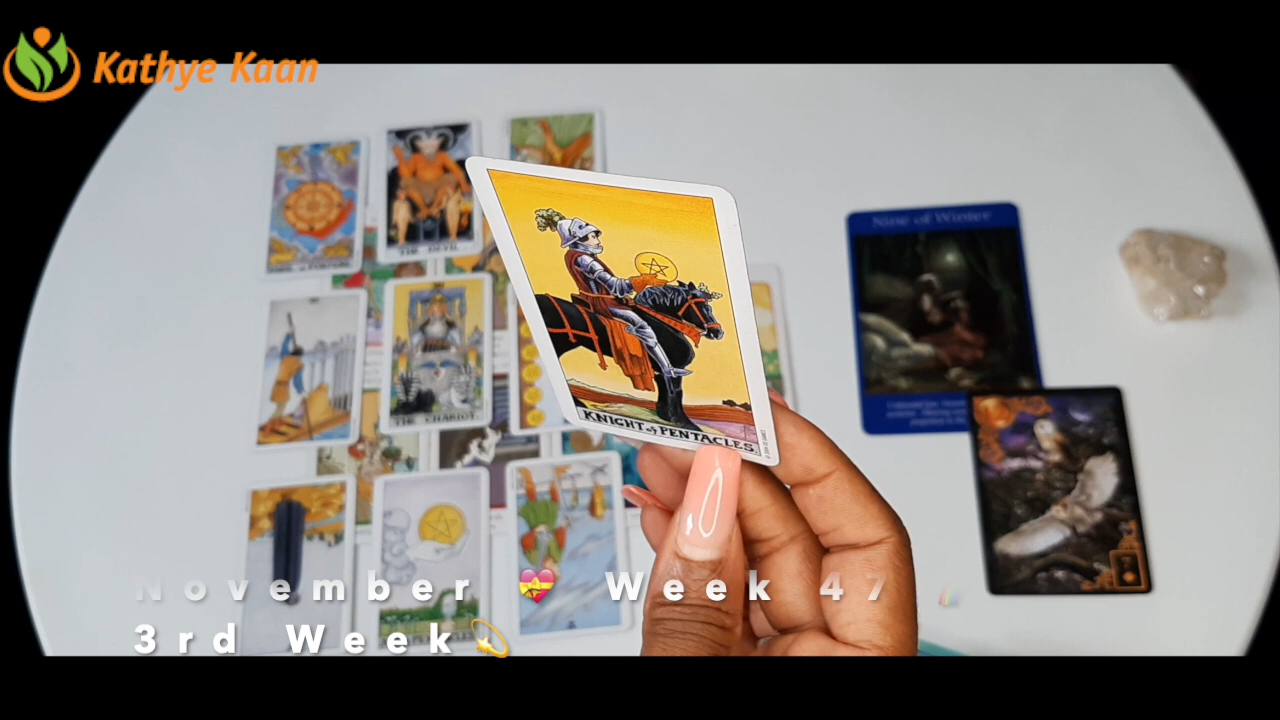 Kathye Kaan
THE DEVIL
Nine of Winter
THE CHARIOT
KNIGHT of PENTACLES
November 💝 Week 47
3rd Week💫